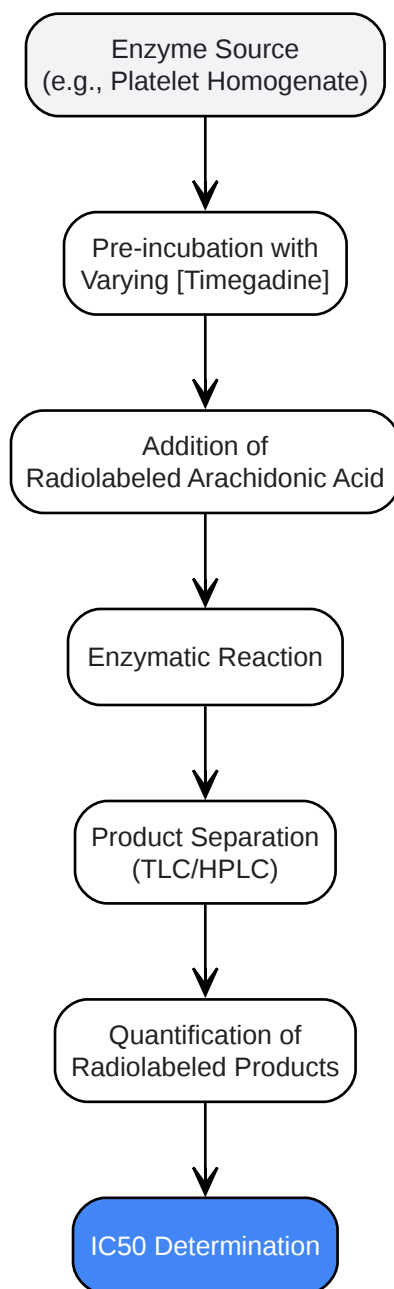 Enzyme Source
(e.g., Platelet Homogenate)
Pre-incubation with
Varying [Timegadine]
Addition of
Radiolabeled Arachidonic Acid
Enzymatic Reaction
Product Separation
(TLC/HPLC)
Quantification of
Radiolabeled Products
IC50 Determination